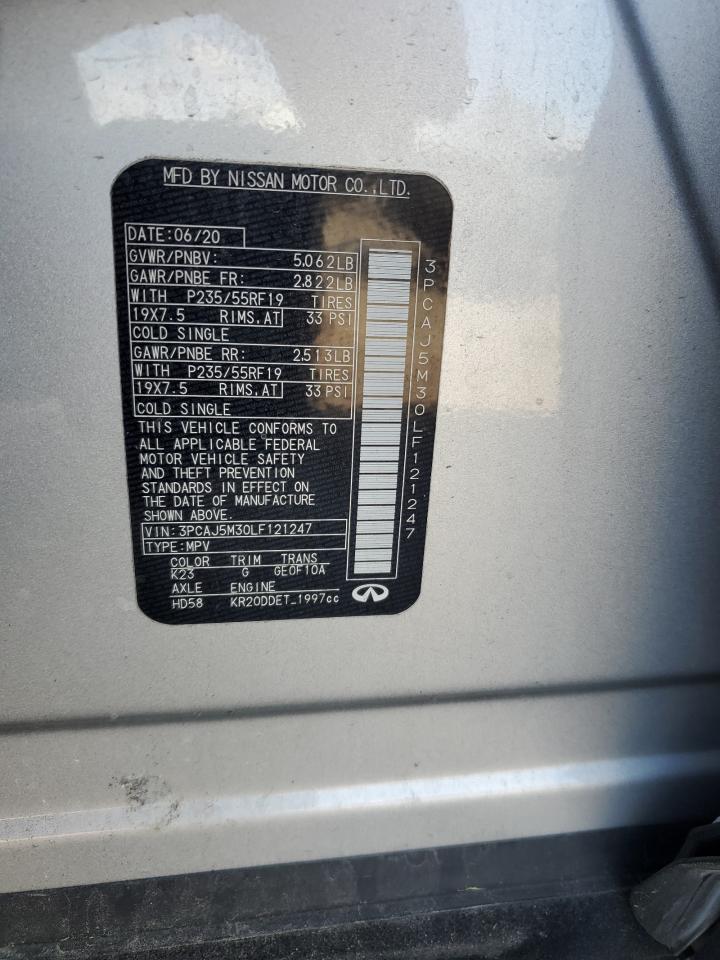 MFD BY NISSAN MOTOR CO.,LTD.
DATE:06/20
GVWR/PNBV: 5.062LB
GAWR/PNBE FR: 2.822LB
WITH P235/55RF19 TIRES
19X7.5 RIMS.AT 33 PSI
COLD SINGLE
GAWR/PNBE RR: 2.513LB
WITH P235/55RF19 TIRES
19X7.5 RIMS.AT 33 PSI
COLD SINGLE
THIS VEHICLE CONFORMS TO
ALL APPLICABLE FEDERAL
MOTOR VEHICLE SAFETY
AND THEFT PREVENTION
STANDARDS IN EFFECT ON
THE DATE OF MANUFACTURE
SHOWN ABOVE.
VIN:3PCAJ5M30LF121247
TYPE:MPV
COLOR TRIM TRANS
K23 G GE0F10A
AXLE ENGINE
HD58 KR20DDET_1997cc
3PCAJ5M30LF121247